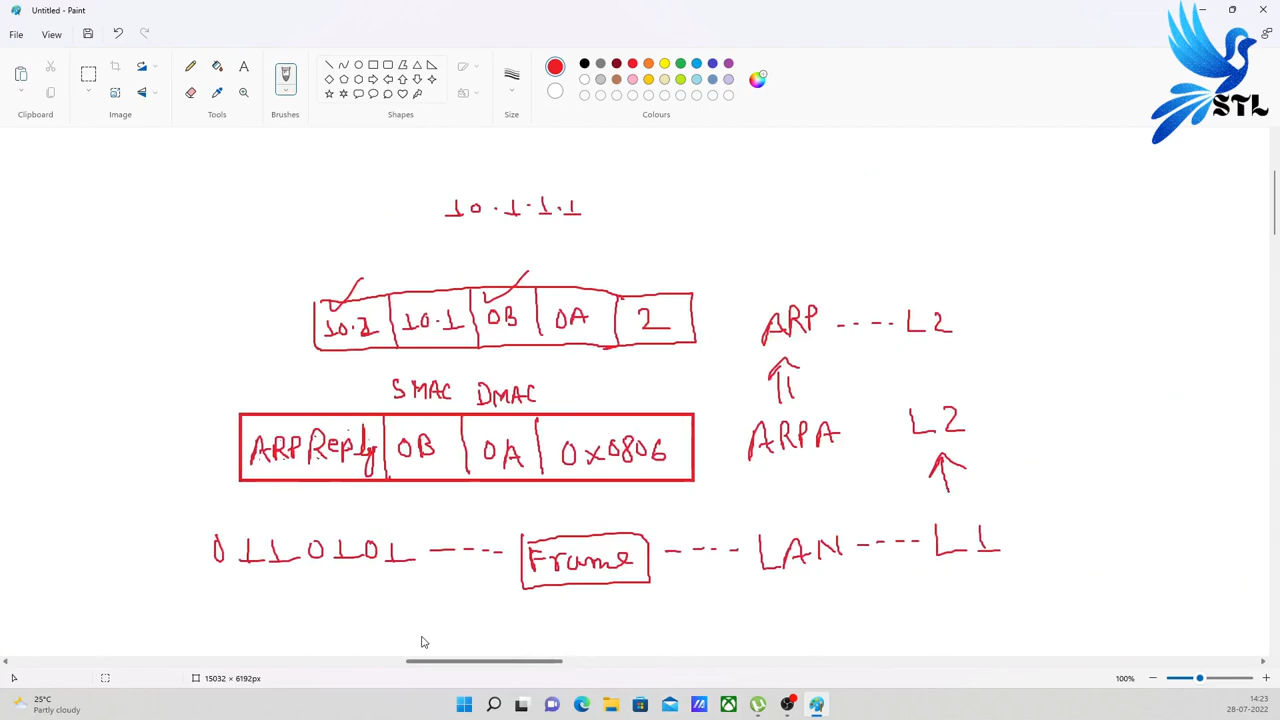 Untitled - Paint
File View
Clipboard Image Tools Brushes Shapes Size Colours
STL
10.1.1.1
10.2 10.1 0B 0A 2
ARP ---- L2
SMAC DMAC
ARP Reply 0B 0A 0x0806
ARPA L2
0110101 ---- Frame ---- LAN ---- L1
15032 × 6192px 100%
25°C
Partly cloudy
14:23
28-07-2022